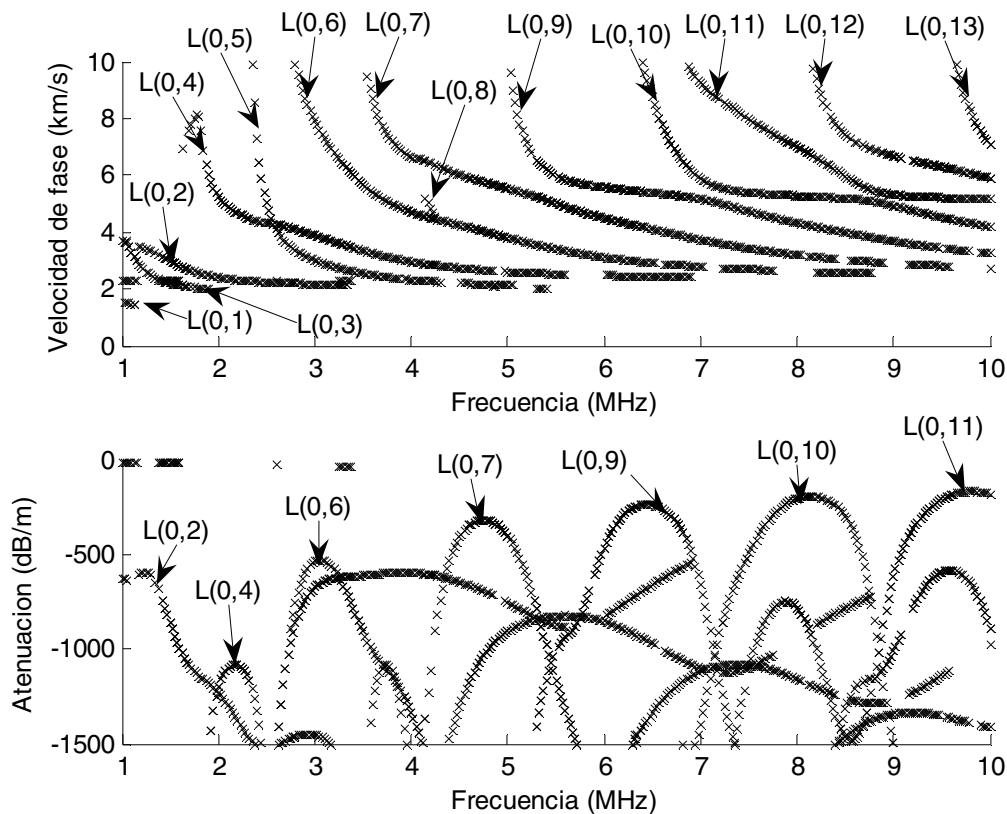 L(0,4)
L(0,5)
L(0,6)
L(0,7)
L(0,9)
L(0,10)
L(0,11)
L(0,12)
L(0,13)
L(0,8)
L(0,2)
L(0,1)
L(0,3)
Velocidad de fase (km/s)
10
8
6
4
2
0
1 2 3 4 5 6 7 8 9 10
Frecuencia (MHz)
L(0,2)
L(0,4)
L(0,6)
L(0,7)
L(0,9)
L(0,10)
L(0,11)
Atenuacion (dB/m)
0
-500
-1000
-1500
1 2 3 4 5 6 7 8 9 10
Frecuencia (MHz)